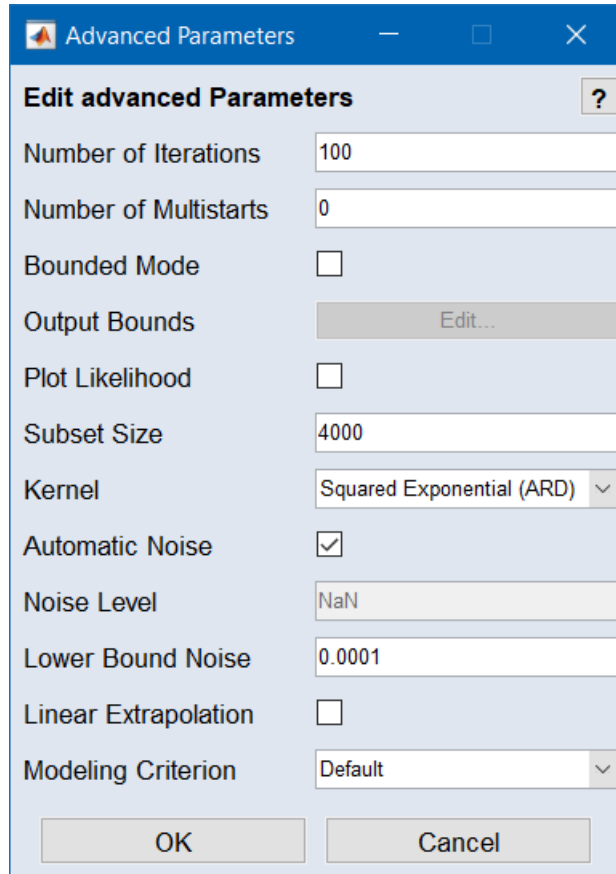 Advanced Parameters
Edit advanced Parameters ?
Number of Iterations 100
Number of Multistarts 0
Bounded Mode
Output Bounds Edit...
Plot Likelihood
Subset Size 4000
Kernel Squared Exponential (ARD)
Automatic Noise
Noise Level NaN
Lower Bound Noise 0.0001
Linear Extrapolation
Modeling Criterion Default
OK Cancel